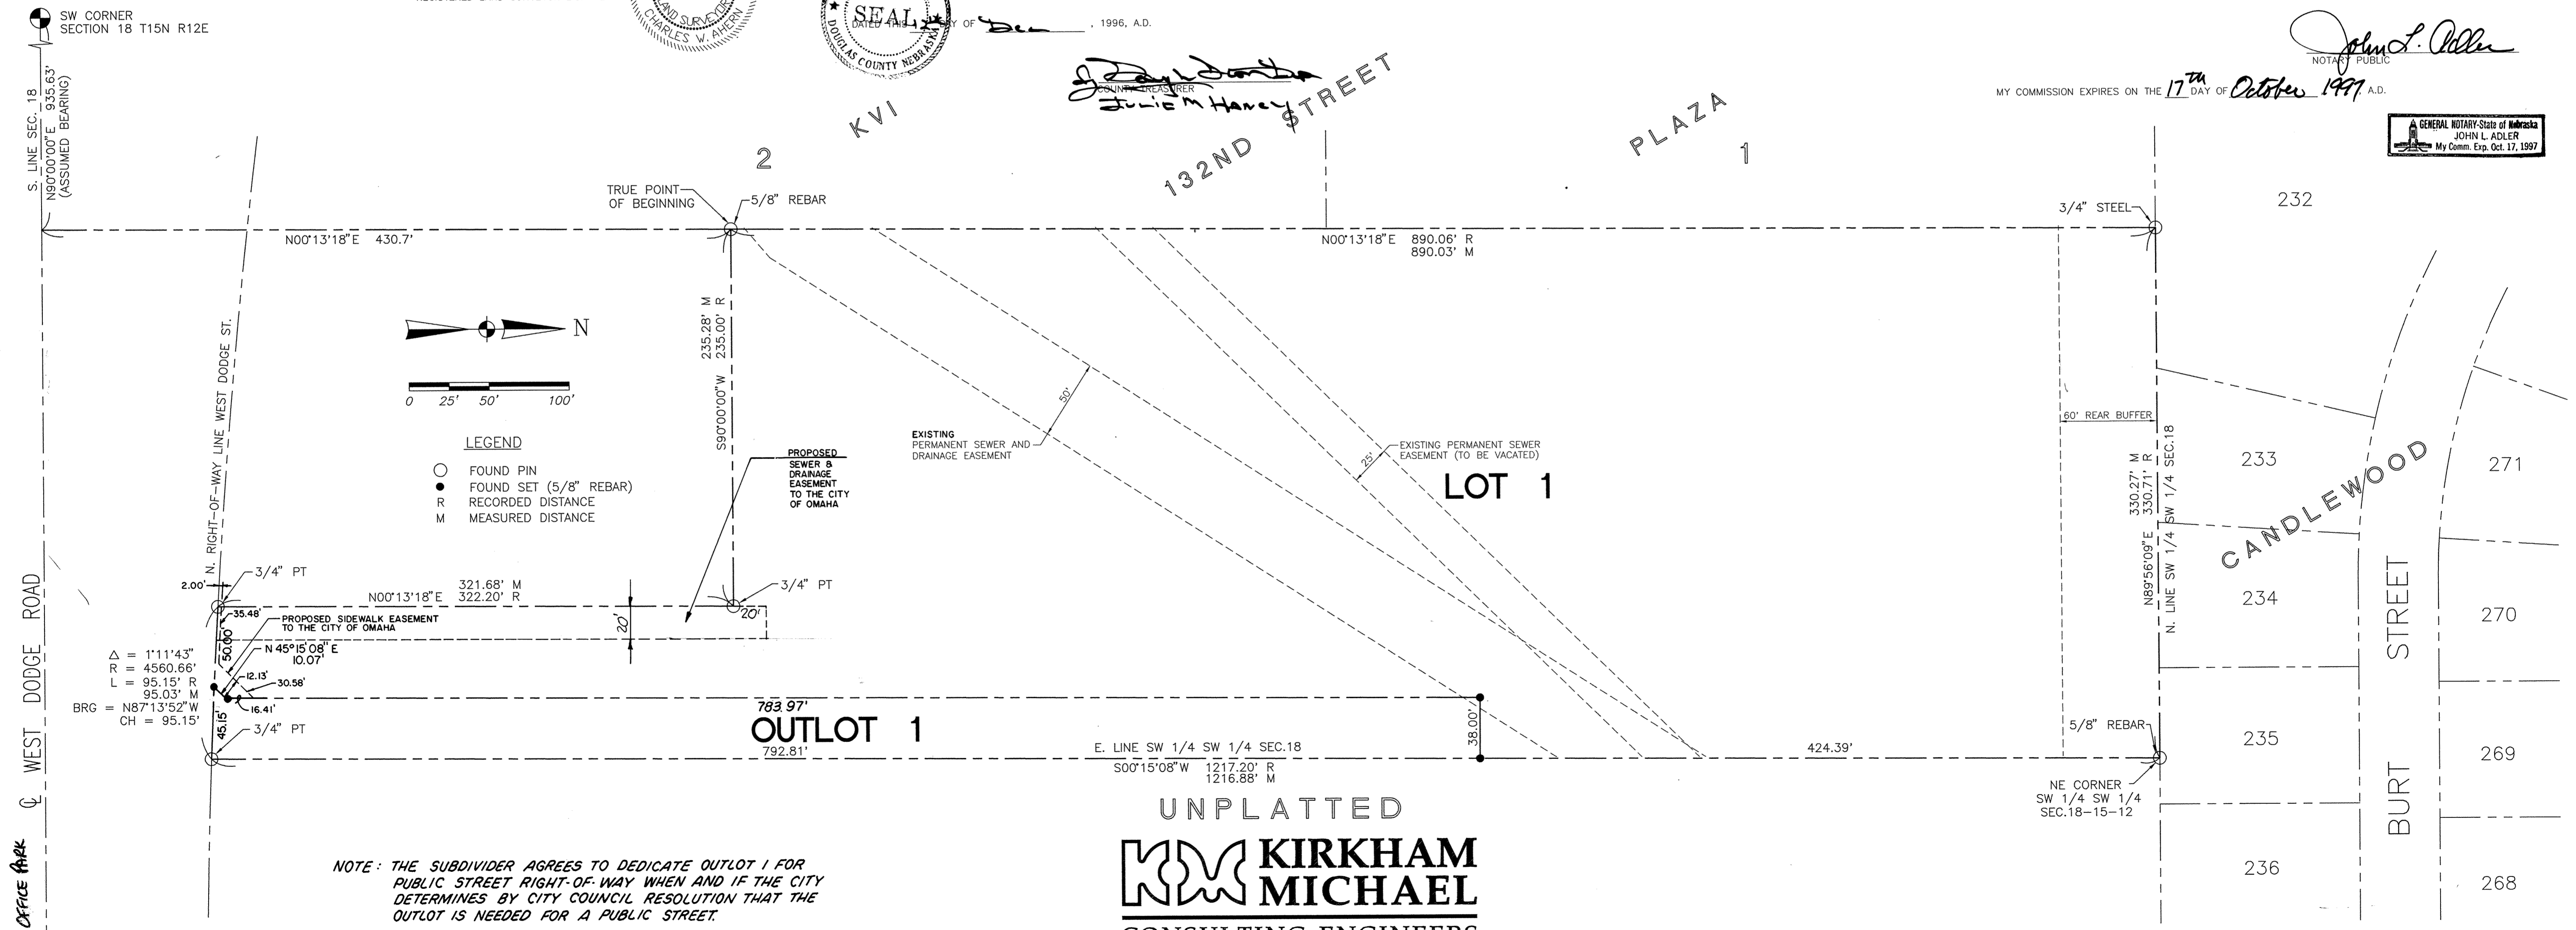 SW CORNER
SECTION 18 T15N R12E
S. LINE SEC. 18
N90°00'00"E 935.63'
(ASSUMED BEARING)
LAND SURVEYOR
CHARLES W. AHERN
SEAL
DOUGLAS COUNTY NEBRASKA
DATED THIS DAY OF Dec , 1996, A.D.
COUNTY TREASURER
Julie M Haney
John L. Adler
NOTARY PUBLIC
MY COMMISSION EXPIRES ON THE 17th DAY OF October 1997, A.D.
GENERAL NOTARY-State of Nebraska
JOHN L. ADLER
My Comm. Exp. Oct. 17, 1997
KVI
132ND STREET
PLAZA
2
1
TRUE POINT
OF BEGINNING
5/8" REBAR
3/4" STEEL
232
N00°13'18"E 430.7'
N00°13'18"E 890.06' R
890.03' M
N. RIGHT-OF-WAY LINE WEST DODGE ST.
N
0 25' 50' 100'
LEGEND
FOUND PIN
FOUND SET (5/8" REBAR)
R RECORDED DISTANCE
M MEASURED DISTANCE
235.28' M
235.00' R
S90°00'00"W
PROPOSED
SEWER &
DRAINAGE
EASEMENT
TO THE CITY
OF OMAHA
50'
EXISTING
PERMANENT SEWER AND
DRAINAGE EASEMENT
EXISTING PERMANENT SEWER
EASEMENT (TO BE VACATED)
25'
LOT 1
60' REAR BUFFER
330.27' M
330.71' R
N89°56'09"E
N. LINE SW 1/4 SW 1/4 SEC.18
233
CANDLEWOOD
271
234
270
BURT STREET
235
269
236
268
2.00'
3/4" PT
321.68' M
N00°13'18"E 322.20' R
3/4" PT
20'
20'
35.48'
PROPOSED SIDEWALK EASEMENT
TO THE CITY OF OMAHA
50.00'
N 45°15'08" E
10.07'
12.13'
30.58'
16.41'
45.15'
Δ = 1°11'43"
R = 4560.66'
L = 95.15' R
95.03' M
BRG = N87°13'52"W
CH = 95.15'
3/4" PT
783.97'
OUTLOT 1
792.81'
38.00'
E. LINE SW 1/4 SW 1/4 SEC.18
S00°15'08"W 1217.20' R
1216.88' M
424.39'
5/8" REBAR
NE CORNER
SW 1/4 SW 1/4
SEC.18-15-12
UNPLATTED
℄ WEST DODGE ROAD
OFFICE PARK
NOTE: THE SUBDIVIDER AGREES TO DEDICATE OUTLOT 1 FOR
PUBLIC STREET RIGHT-OF-WAY WHEN AND IF THE CITY
DETERMINES BY CITY COUNCIL RESOLUTION THAT THE
OUTLOT IS NEEDED FOR A PUBLIC STREET.
KM KIRKHAM
MICHAEL
CONSULTING ENGINEERS